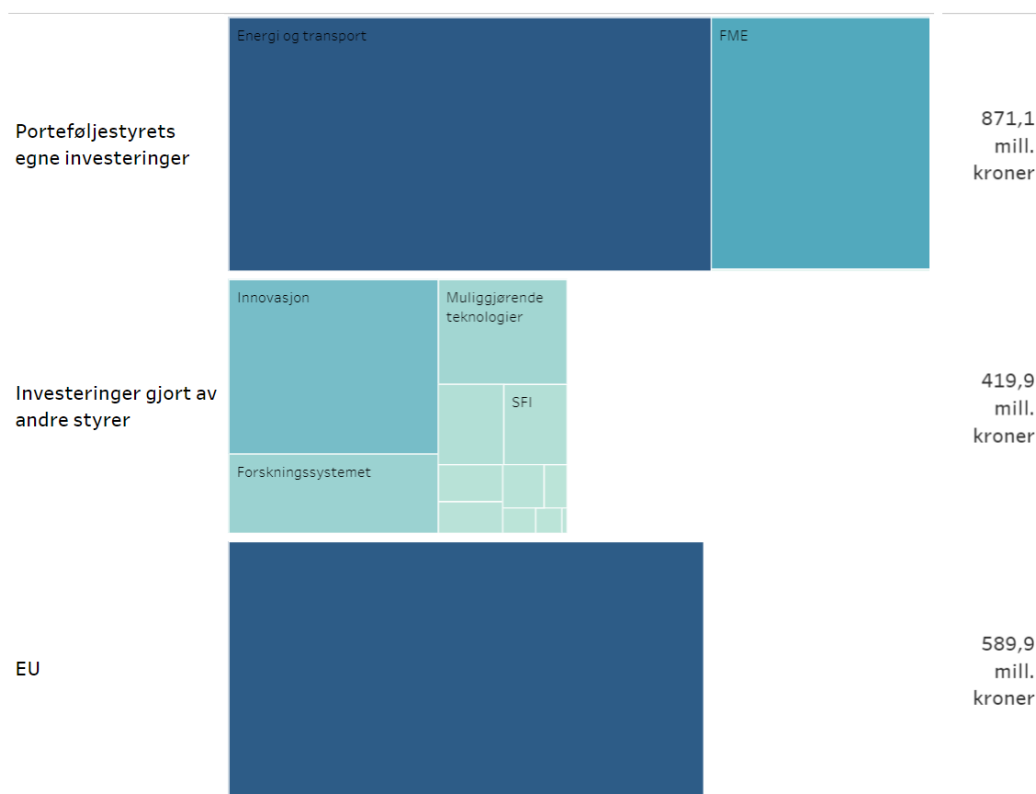 Energi og transport
FME
Porteføljestyrets
egne investeringer
871,1
mill.
kroner
Innovasjon
Muliggjørende
teknologier
SFI
Forskningssystemet
Investeringer gjort av
andre styrer
419,9
mill.
kroner
EU
589,9
mill.
kroner